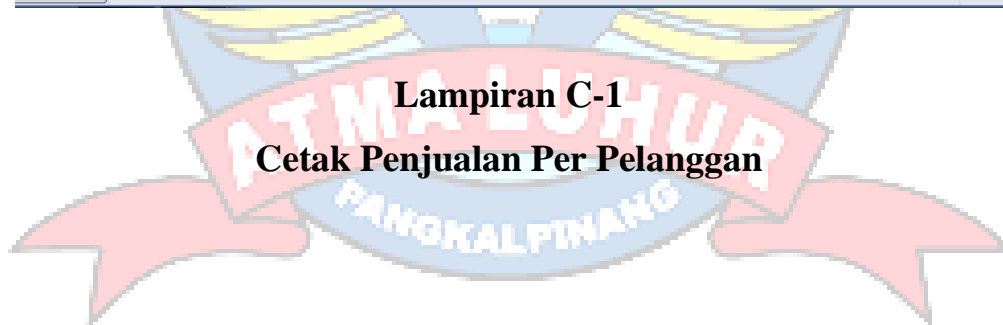 Lampiran C-1
ATMA LUHUR
Cetak Penjualan Per Pelanggan
PANGKALPINANG